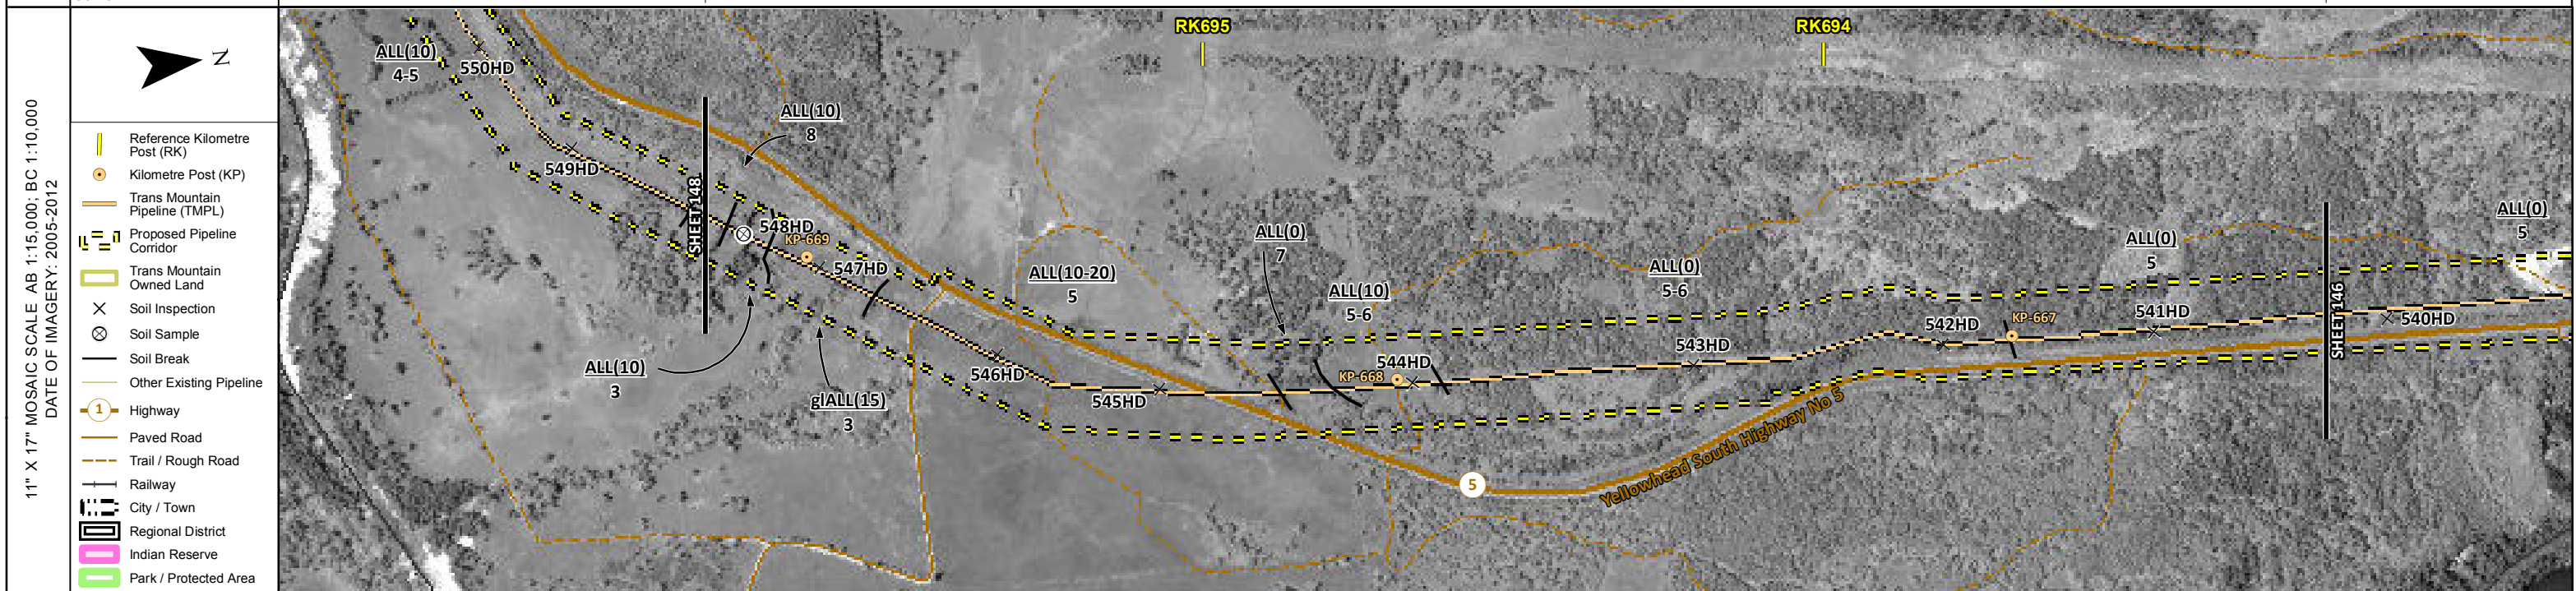 11" X 17" MOSAIC SCALE AB 1:15,000; BC 1:10,000
DATE OF IMAGERY: 2005-2012
N
Reference Kilometre
Post (RK)
Kilometre Post (KP)
Trans Mountain
Pipeline (TMPL)
Proposed Pipeline
Corridor
Trans Mountain
Owned Land
Soil Inspection
Soil Sample
Soil Break
Other Existing Pipeline
1
Highway
Paved Road
Trail / Rough Road
Railway
City / Town
Regional District
Indian Reserve
Park / Protected Area
ALL(10)
4-5
550HD
549HD
SHEET 148
ALL(10)
8
548HD
KP-669
547HD
ALL(10)
3
glALL(15)
3
546HD
ALL(10-20)
5
545HD
RK695
ALL(0)
7
ALL(10)
5-6
KP-668
544HD
5
Yellowhead South Highway No 5
ALL(0)
5-6
543HD
RK694
542HD
KP-667
ALL(0)
5
541HD
SHEET 146
540HD
ALL(0)
5